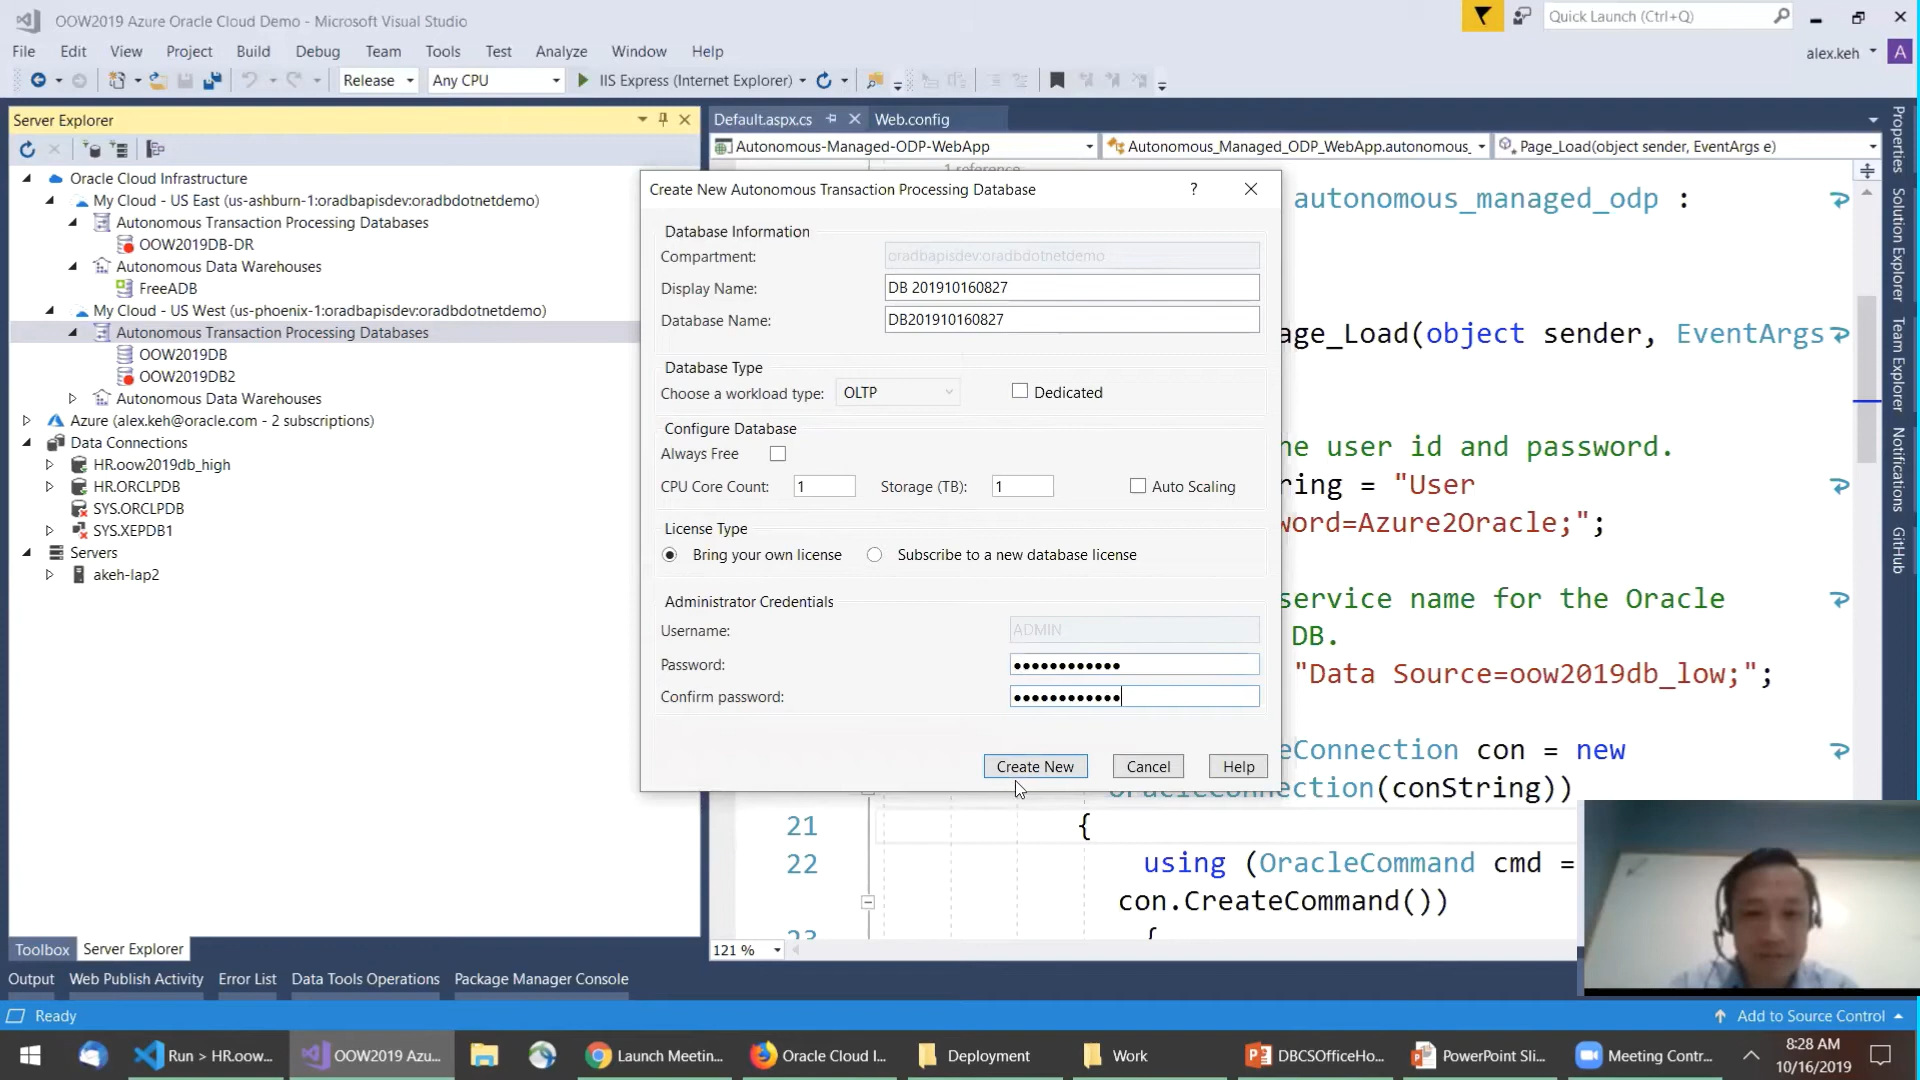 OOW2019 Azure Oracle Cloud Demo - Microsoft Visual Studio
Quick Launch (Ctrl+Q)
File Edit View Project Build Debug Team Tools Test Analyze Window Help
alex.keh A
Release Any CPU IIS Express (Internet Explorer)
Server Explorer
Default.aspx.cs Web.config
Autonomous-Managed-ODP-WebApp Autonomous_Managed_ODP_WebApp.autonomous_ Page_Load(object sender, EventArgs e)
Oracle Cloud Infrastructure
My Cloud - US East (us-ashburn-1:oradbapisdev:oradbdotnetdemo)
Autonomous Transaction Processing Databases
OOW2019DB-DR
Autonomous Data Warehouses
FreeADB
My Cloud - US West (us-phoenix-1:oradbapisdev:oradbdotnetdemo)
Autonomous Transaction Processing Databases
OOW2019DB
OOW2019DB2
Autonomous Data Warehouses
Azure (alex.keh@oracle.com - 2 subscriptions)
Data Connections
HR.oow2019db_high
HR.ORCLPDB
SYS.ORCLPDB
SYS.XEPDB1
Servers
akeh-lap2
1 reference
Create New Autonomous Transaction Processing Database ?
Database Information
Compartment: oradbapisdev:oradbdotnetdemo
Display Name: DB 201910160827
Database Name: DB201910160827
Database Type
Choose a workload type: OLTP Dedicated
Configure Database
Always Free
CPU Core Count: 1 Storage (TB): 1 Auto Scaling
License Type
Bring your own license Subscribe to a new database license
Administrator Credentials
Username: ADMIN
Password: ••••••••••••
Confirm password: ••••••••••••
Create New Cancel Help
autonomous_managed_odp :
age_Load(object sender, EventArgs
he user id and password.
ring = "User
word=Azure2Oracle;";
service name for the Oracle
DB.
"Data Source=oow2019db_low;";
eConnection con = new
OracleConnection(conString))
21 {
22 using (OracleCommand cmd =
con.CreateCommand())
23 {
121 %
Properties
Solution Explorer
Team Explorer
Notifications
GitHub
Toolbox Server Explorer
Output Web Publish Activity Error List Data Tools Operations Package Manager Console
Ready
Add to Source Control
Run > HR.oow... OOW2019 Azu... Launch Meetin... Oracle Cloud I... Deployment Work DBCSOfficeHo... PowerPoint Sli... Meeting Contr...
8:28 AM
10/16/2019